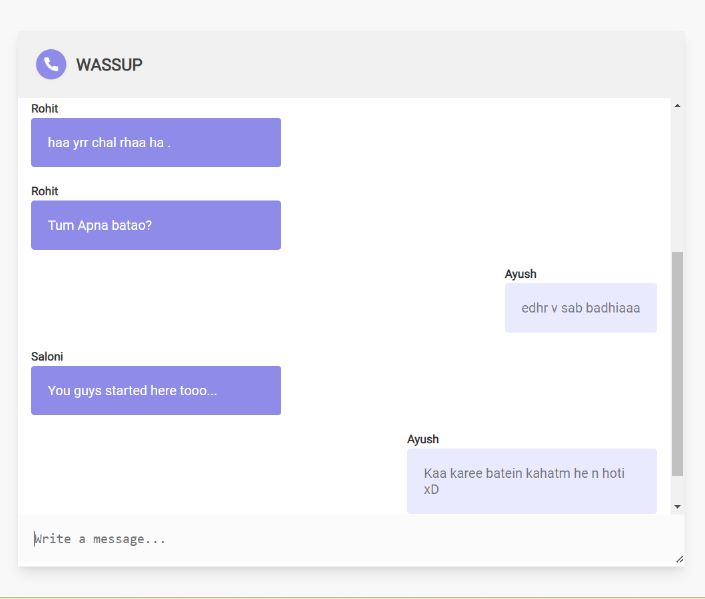 WASSUP
Rohit
haa yrr chal rhaa ha .
Rohit
Tum Apna batao?
Ayush
edhr v sab badhiaaa
Saloni
You guys started here tooo...
Ayush
Kaa karee batein kahatm he n hoti
xD
Write a message...